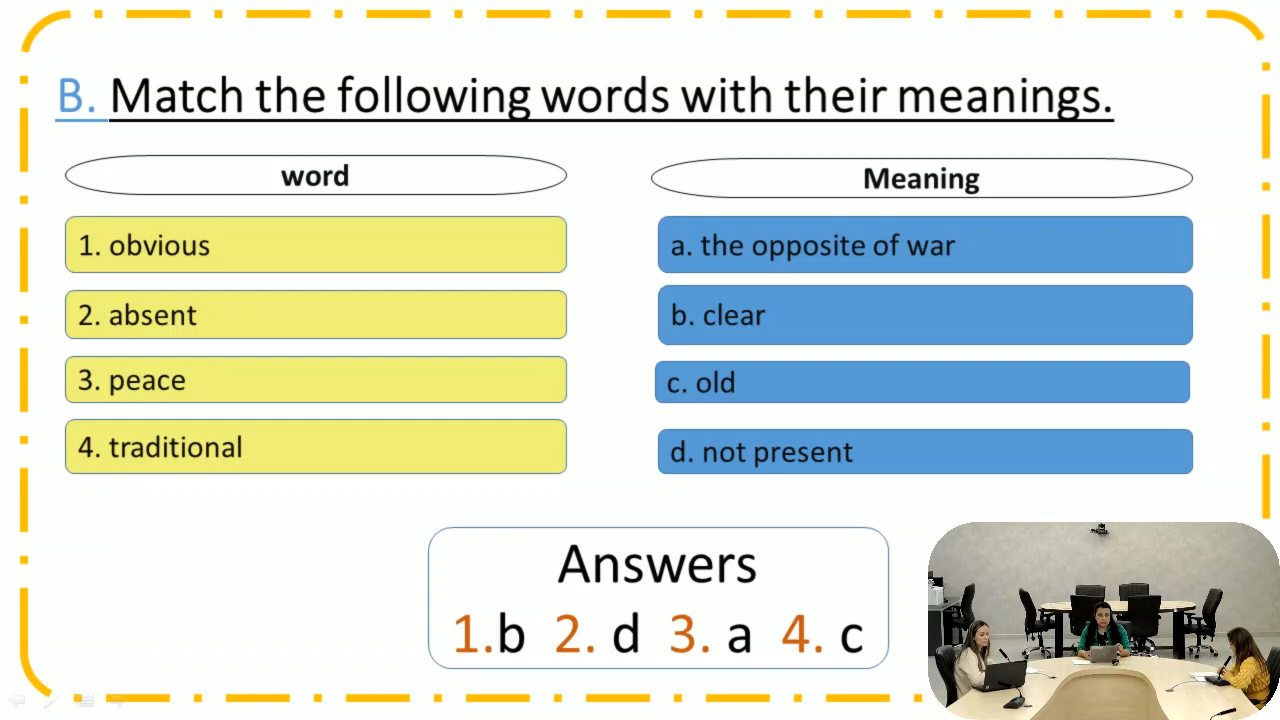 B. Match the following words with their meanings.
word
Meaning
1. obvious
a. the opposite of war
2. absent
b. clear
3. peace
c. old
4. traditional
d. not present
Answers
1.b 2. d 3. a 4. c